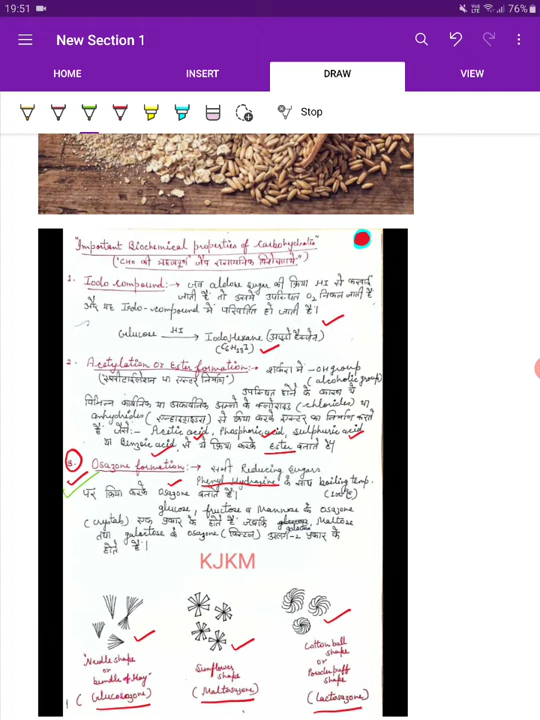 19:51
76%
New Section 1
HOME
INSERT
DRAW
VIEW
Stop
"Important Biochemical properties of Carbohydrate"
("CHO की महत्वपूर्ण जैव रासायनिक विशेषतायें")
1. Iodo compound :→ जब aldose sugar की क्रिया HI से करवाई
जाती है तो उसमें उपस्थित O₂ निकल जाती है
और यह Iodo-compound में परिवर्तित हो जाती है।
Glucose HI → Iodo Hexane (आयोडो हैक्सेन)
(C₆H₁₃I)
2. Acetylation or Ester formation :→ शर्करा में -OH group
(एसीटाईलेशन या एस्टर निर्माण) (alcoholic group)
उपस्थित होने के कारण ये
विभिन्न कार्बनिक या अकार्बनिक अम्लों के क्लोराइड (chlorides) या
anhydrides से क्रिया करके एस्टर का निर्माण करते
हैं जैसे:- Acetic acid, Phosphoric acid, Sulphuric acid
या Benzoic acid से ये क्रिया करके ester बनाते हैं।
3. Osazone formation :→ सभी Reducing Sugars
Phenyl Hydrazine के साथ boiling temp.
(100°C)
पर क्रिया करके osazone बनाते हैं।
glucose, fructose व Mannose के osazone
(crystals) एक प्रकार के होते हैं जबकि Maltose
galactose
तथा galactose के osazone (क्रिस्टल) अलग-2 प्रकार के
होते हैं।
KJKM
"Needle shape
or
bundle of Hay"
(Glucosazone)
Sunflower
shape
(Maltosazone)
Cotton ball
shape
or
Powder puff
shape
(Lactosazone)